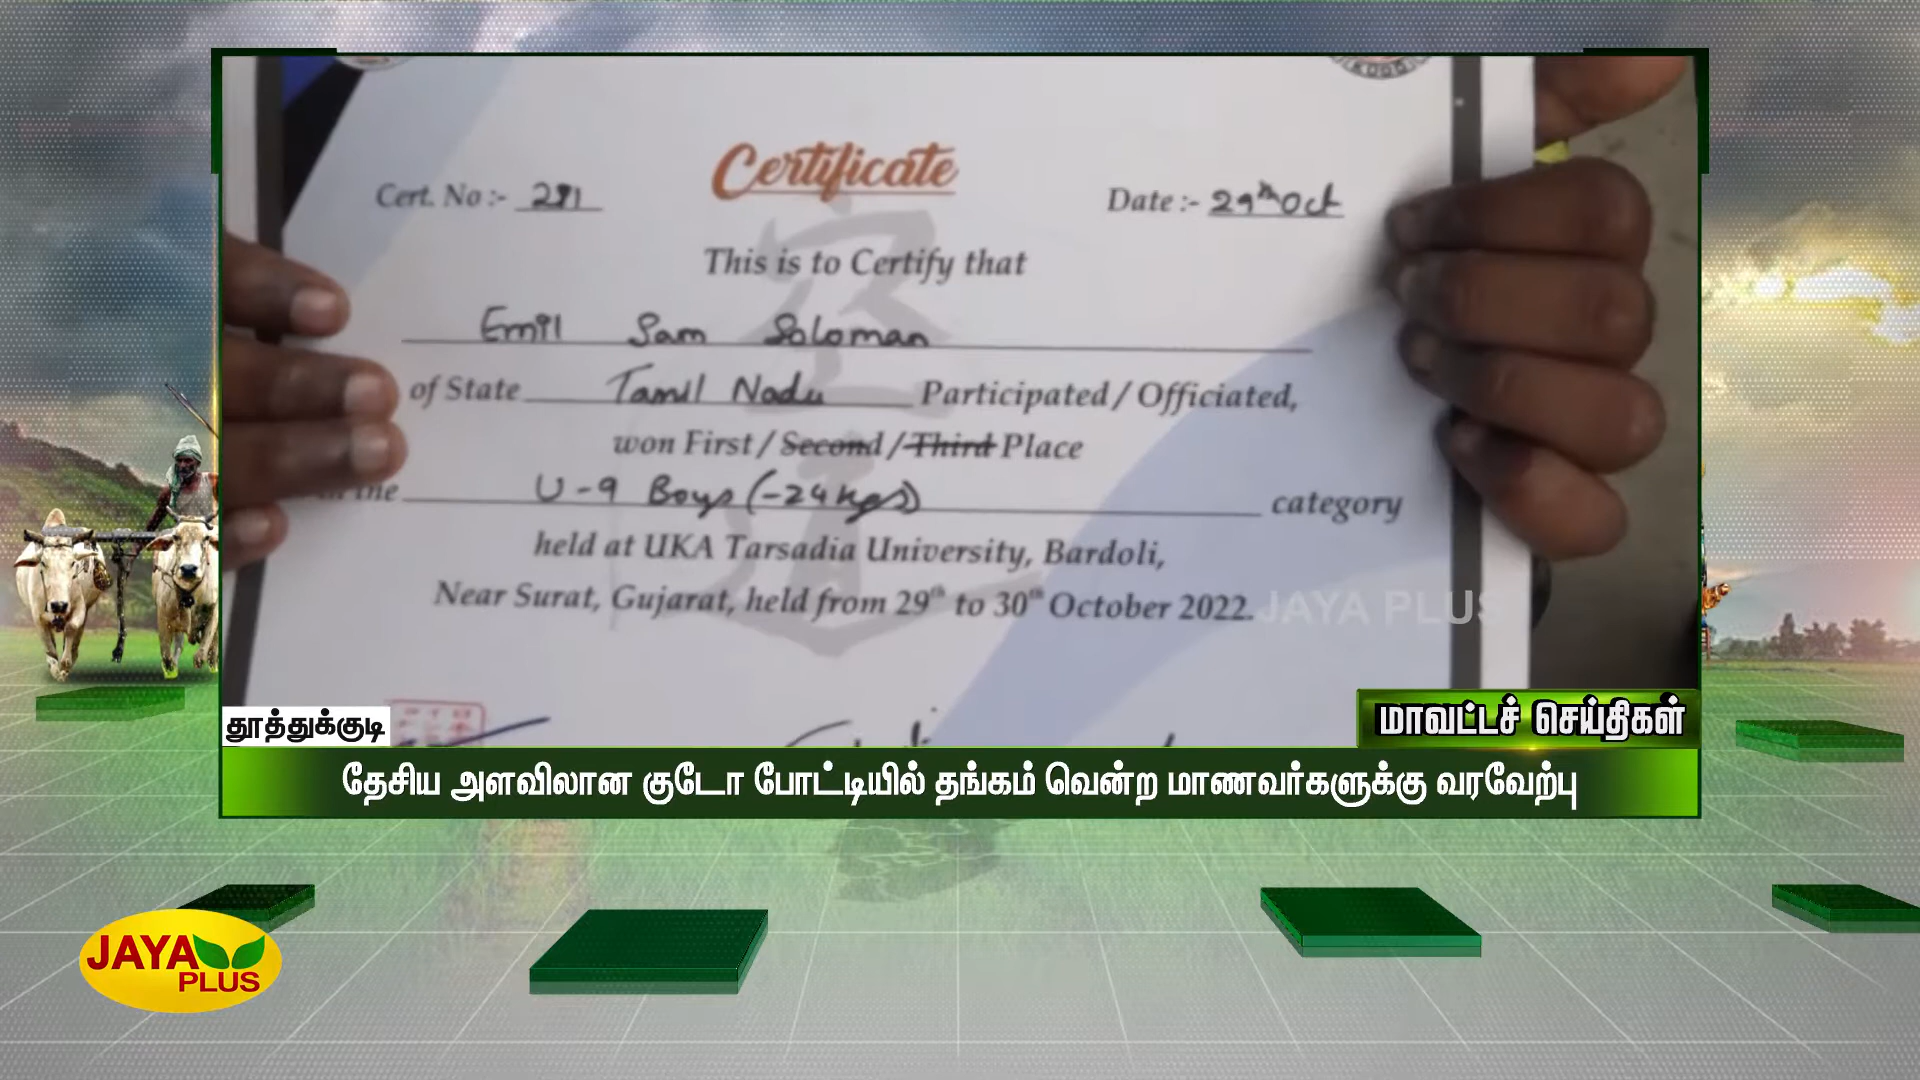 Certificate
Cert. No :- 281
Date :- 29th Oct
This is to Certify that
Emil Sam Soloman
of State Tamil Nadu Participated / Officiated,
won First / Second / Third Place
the U-9 Boys (-24kgs) category
held at UKA Tarsadia University, Bardoli,
Near Surat, Gujarat, held from 29th to 30th October 2022.
JAYA PLUS
தூத்துக்குடி
மாவட்டச் செய்திகள்
தேசிய அளவிலான குடோ போட்டியில் தங்கம் வென்ற மாணவர்களுக்கு வரவேற்பு
JAYA
PLUS